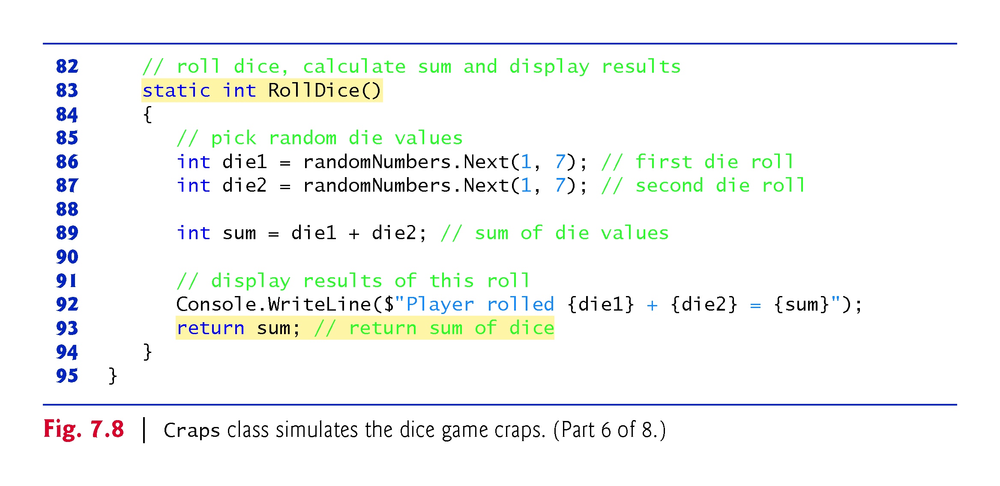 82 // roll dice, calculate sum and display results
83 static int RollDice()
84 {
85 // pick random die values
86 int die1 = randomNumbers.Next(1, 7); // first die roll
87 int die2 = randomNumbers.Next(1, 7); // second die roll
88
89 int sum = die1 + die2; // sum of die values
90
91 // display results of this roll
92 Console.WriteLine($"Player rolled {die1} + {die2} = {sum}");
93 return sum; // return sum of dice
94 }
95 }
Fig. 7.8 | Craps class simulates the dice game craps. (Part 6 of 8.)